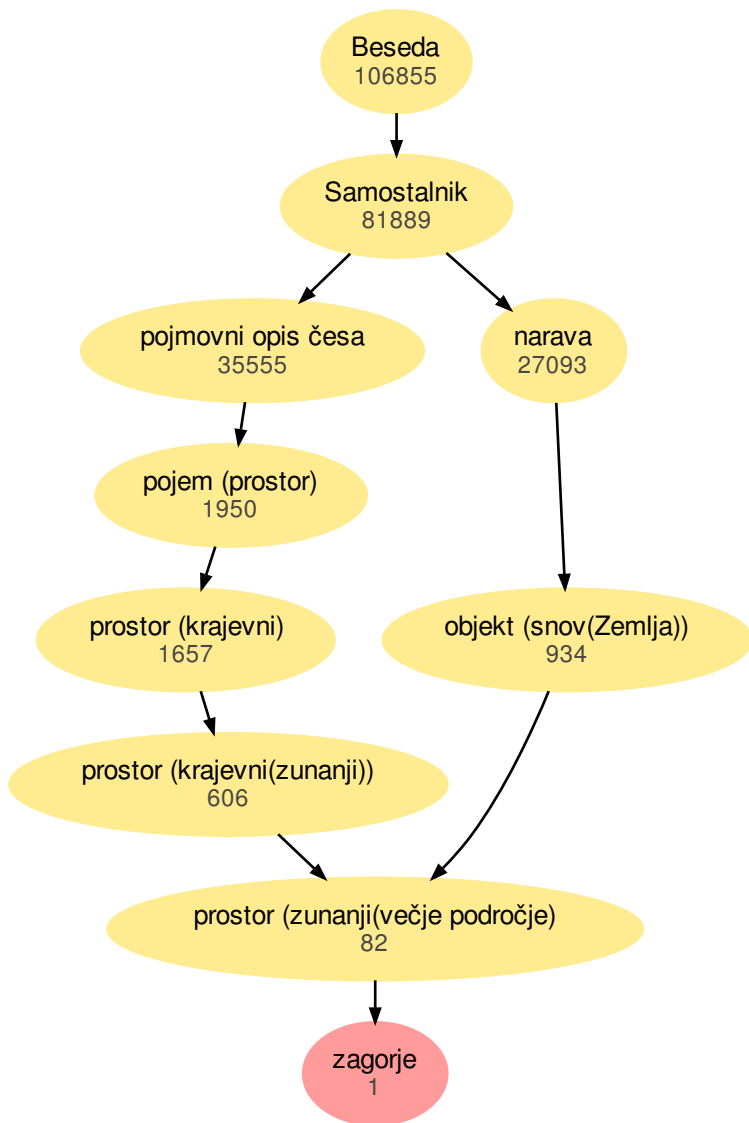 Beseda
106855
Samostalnik
81889
pojmovni opis česa
35555
narava
27093
pojem (prostor)
1950
prostor (krajevni)
1657
objekt (snov(Zemlja))
934
prostor (krajevni(zunanji))
606
prostor (zunanji(večje področje)
82
zagorje
1